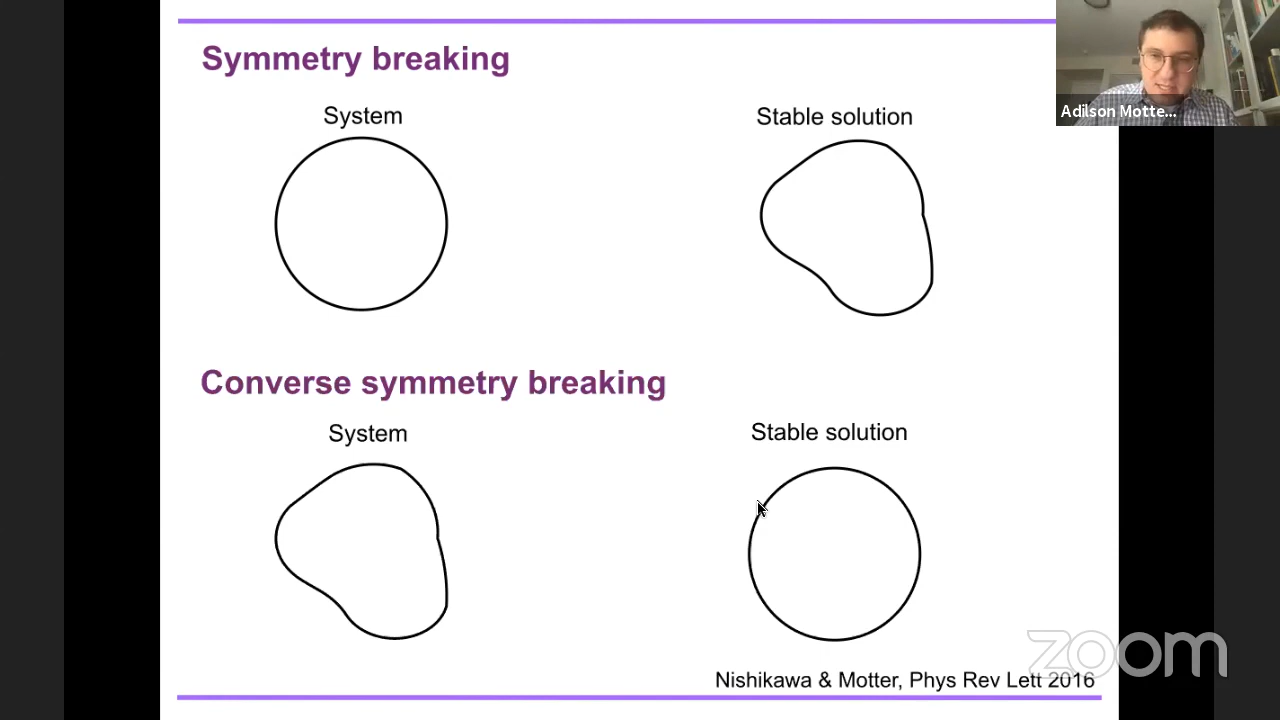 Symmetry breaking
System
Stable solution
Adilson Motte...
Converse symmetry breaking
System
Stable solution
Nishikawa & Motter, Phys Rev Lett 2016
zoom